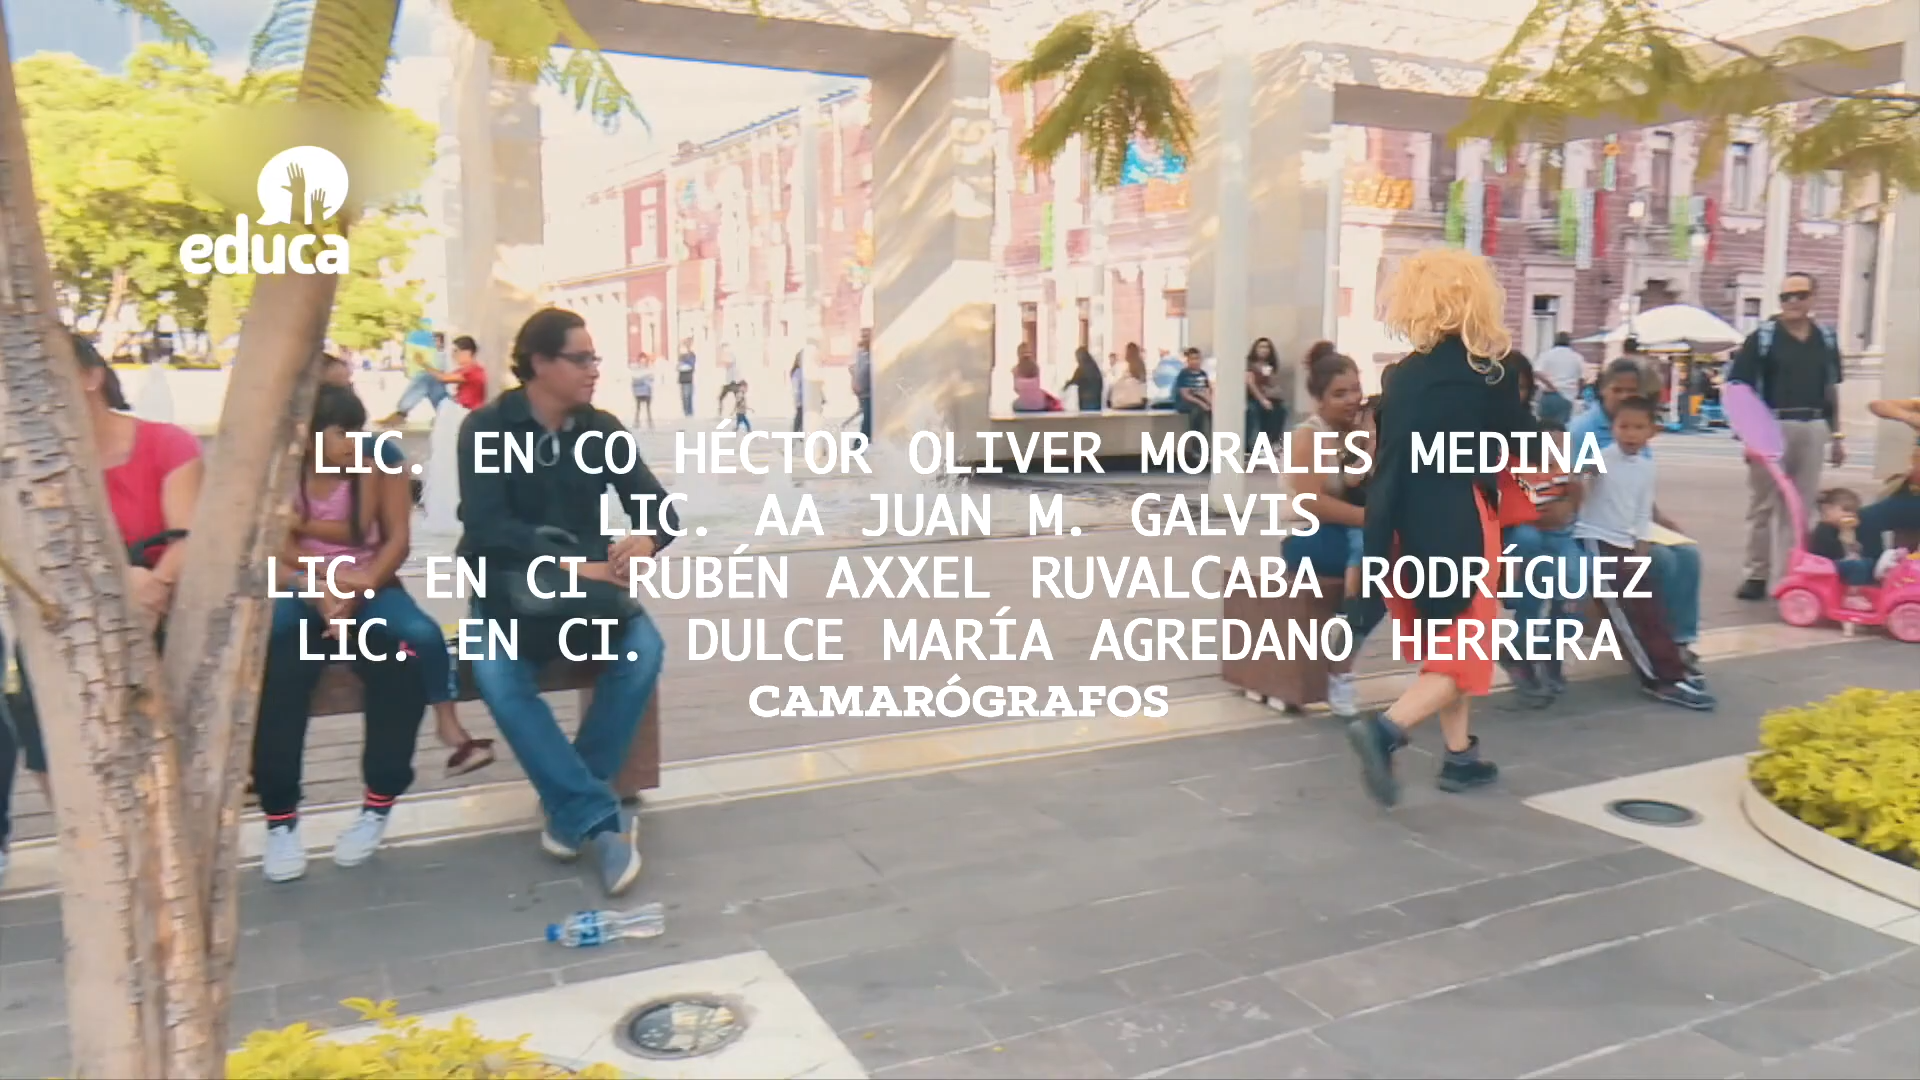 educa
LIC. EN CO HÉCTOR OLIVER MORALES MEDINA
LIC. AA JUAN M. GALVIS
LIC. EN CI RUBÉN AXXEL RUVALCABA RODRÍGUEZ
LIC. EN CI. DULCE MARÍA AGREDANO HERRERA
CAMARÓGRAFOS